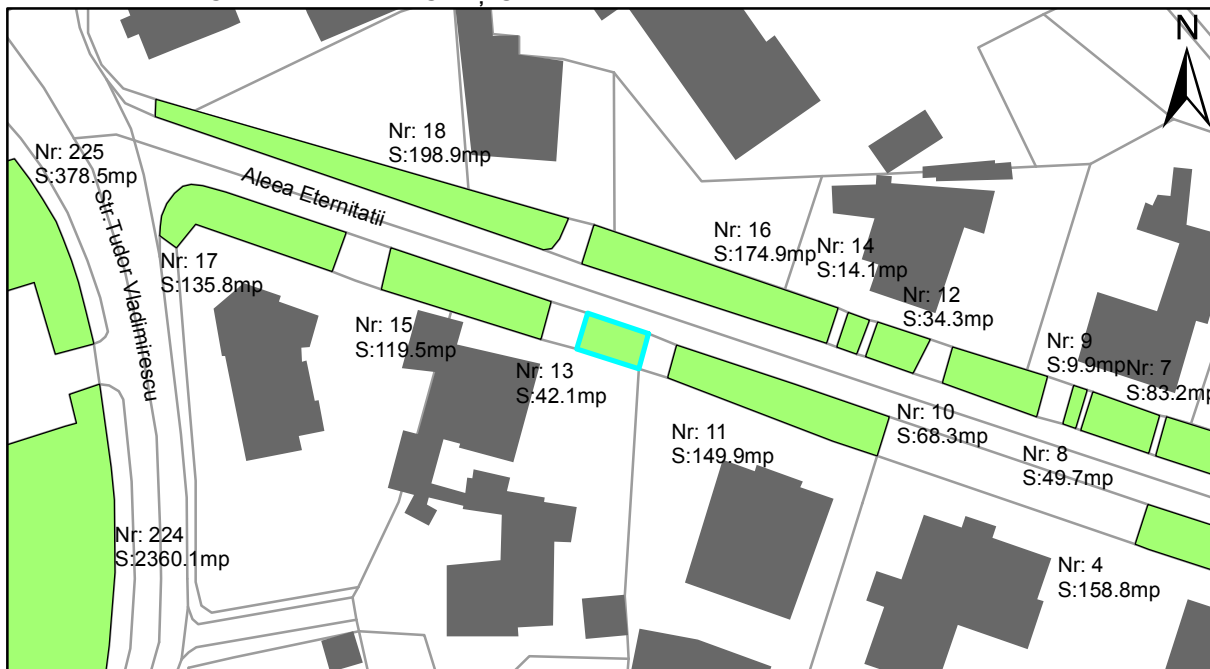 N
Nr: 18
S:198.9mp
Nr: 225
S:378.5mp
Aleea Eternitatii
Str.Tudor Vladimirescu
Nr: 16
S:174.9mp
Nr: 14
S:14.1mp
Nr: 17
S:135.8mp
Nr: 12
S:34.3mp
Nr: 15
S:119.5mp
Nr: 9
S:9.9mp
Nr: 7
S:83.2mp
Nr: 13
S:42.1mp
Nr: 10
S:68.3mp
Nr: 11
S:149.9mp
Nr: 8
S:49.7mp
Nr: 224
S:2360.1mp
Nr: 4
S:158.8mp